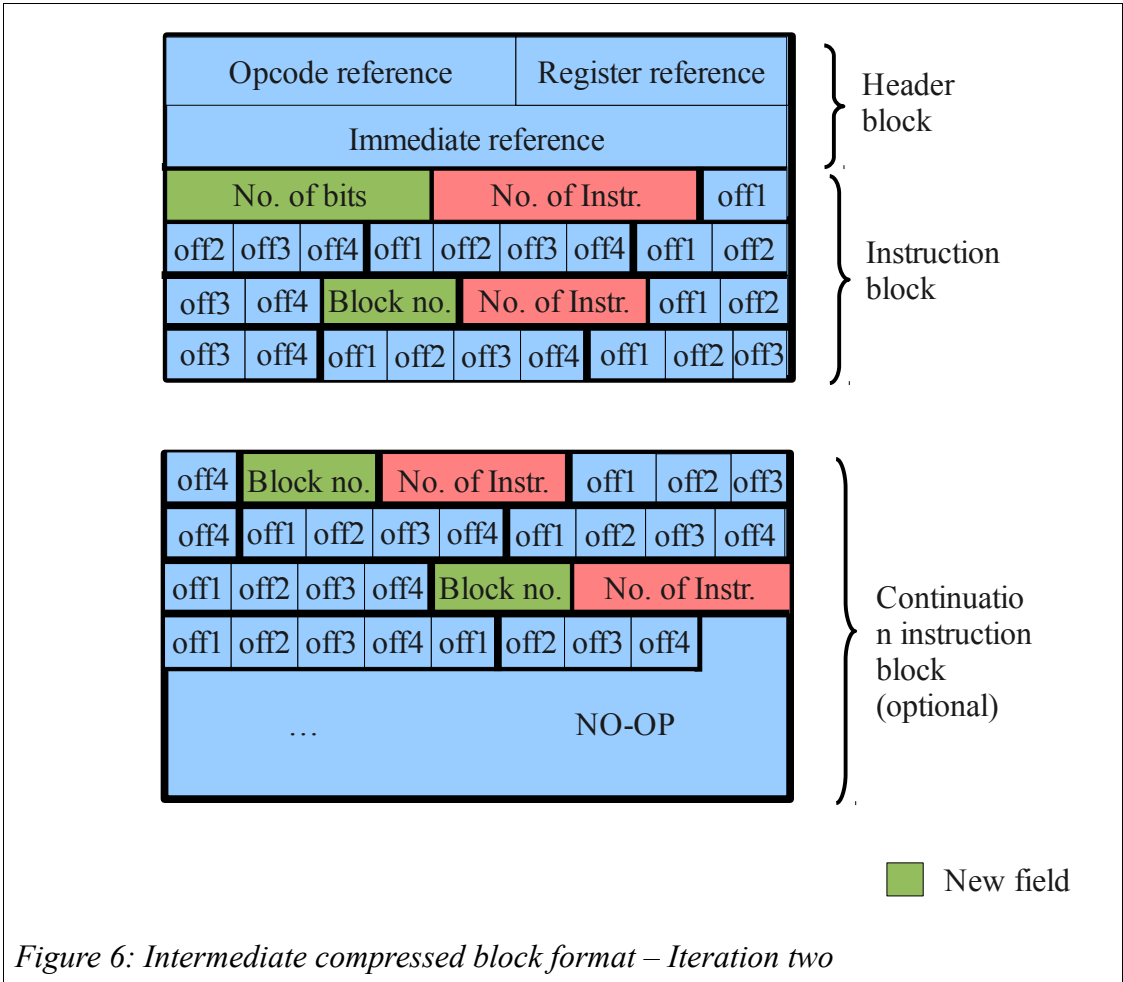 Opcode reference Register reference
Immediate reference
Header
block
No. of bits No. of Instr. off1
off2 off3 off4 off1 off2 off3 off4 off1 off2
off3 off4 Block no. No. of Instr. off1 off2
off3 off4 off1 off2 off3 off4 off1 off2 off3
Instruction
block
off4 Block no. No. of Instr. off1 off2 off3
off4 off1 off2 off3 off4 off1 off2 off3 off4
off1 off2 off3 off4 Block no. No. of Instr.
off1 off2 off3 off4 off1 off2 off3 off4
… NO-OP
Continuatio
n instruction
block
(optional)
New field
Figure 6: Intermediate compressed block format – Iteration two